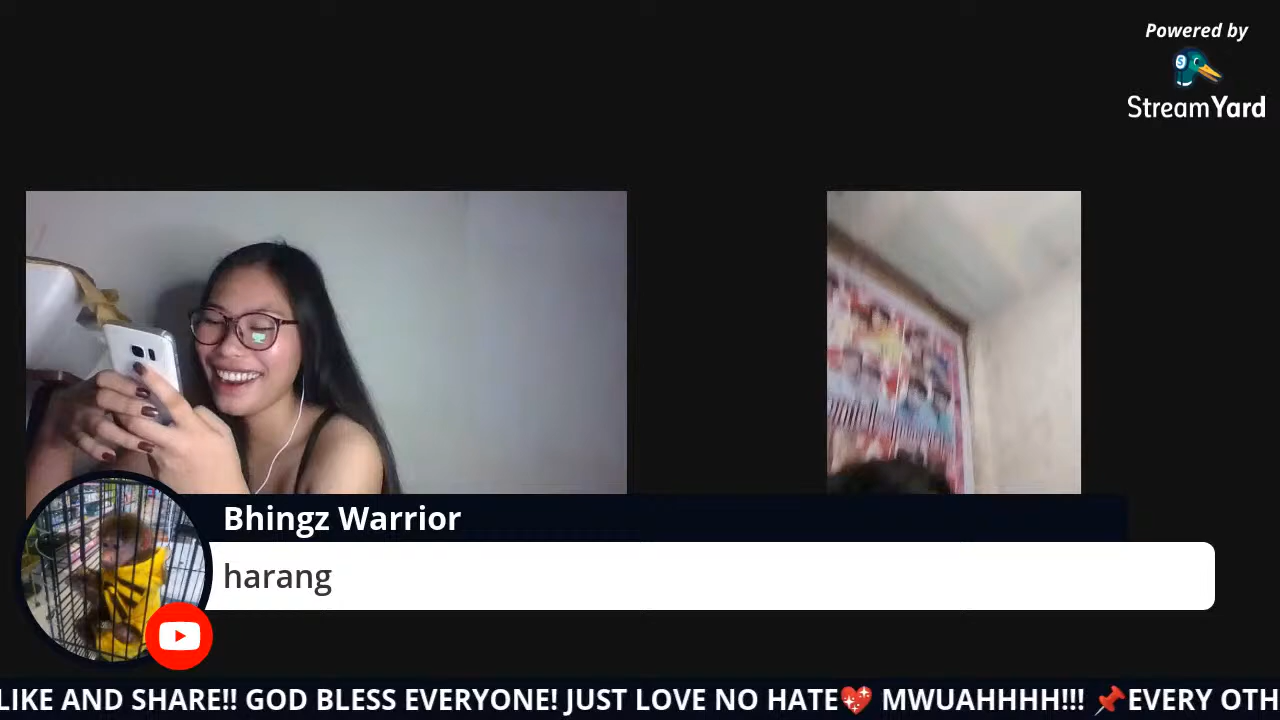 Powered by
StreamYard
Bhingz Warrior
harang
LIKE AND SHARE!! GOD BLESS EVERYONE! JUST LOVE NO HATE💖 MWUAHHHH!!! 📌EVERY OTH